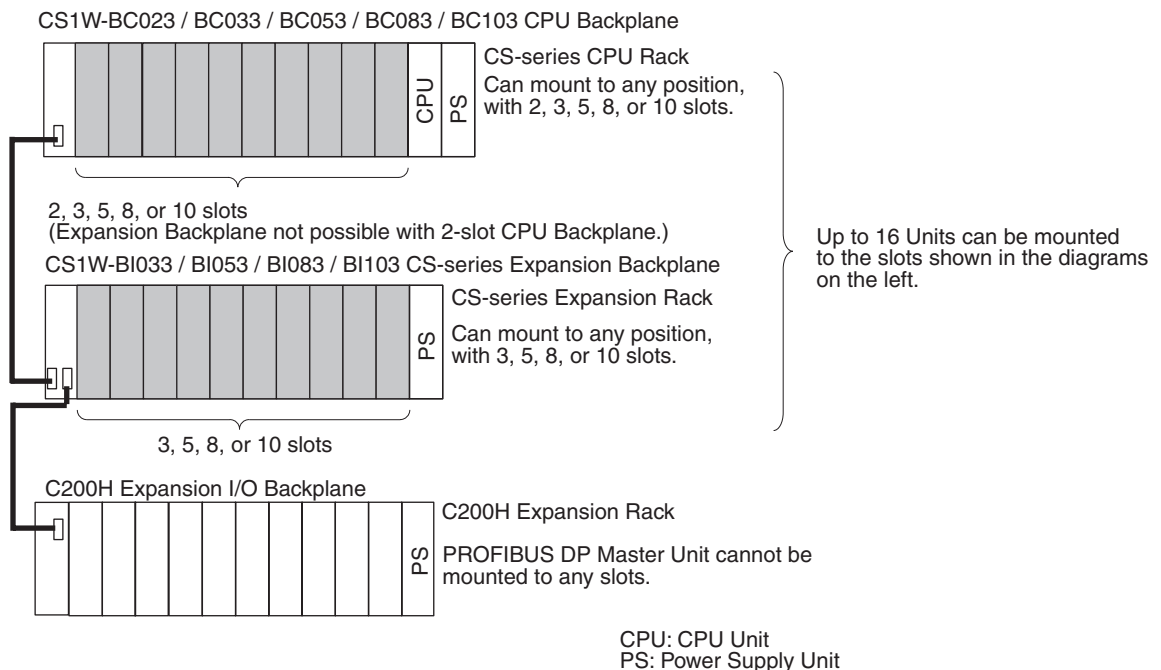 CS1W-BC023 / BC033 / BC053 / BC083 / BC103 CPU Backplane
CS-series CPU Rack
Can mount to any position,
with 2, 3, 5, 8, or 10 slots.
CPU
PS
2, 3, 5, 8, or 10 slots
(Expansion Backplane not possible with 2-slot CPU Backplane.)
Up to 16 Units can be mounted
to the slots shown in the diagrams
on the left.
CS1W-BI033 / BI053 / BI083 / BI103 CS-series Expansion Backplane
CS-series Expansion Rack
Can mount to any position,
with 3, 5, 8, or 10 slots.
PS
3, 5, 8, or 10 slots
C200H Expansion I/O Backplane
C200H Expansion Rack
PROFIBUS DP Master Unit cannot be
mounted to any slots.
PS
CPU: CPU Unit
PS: Power Supply Unit